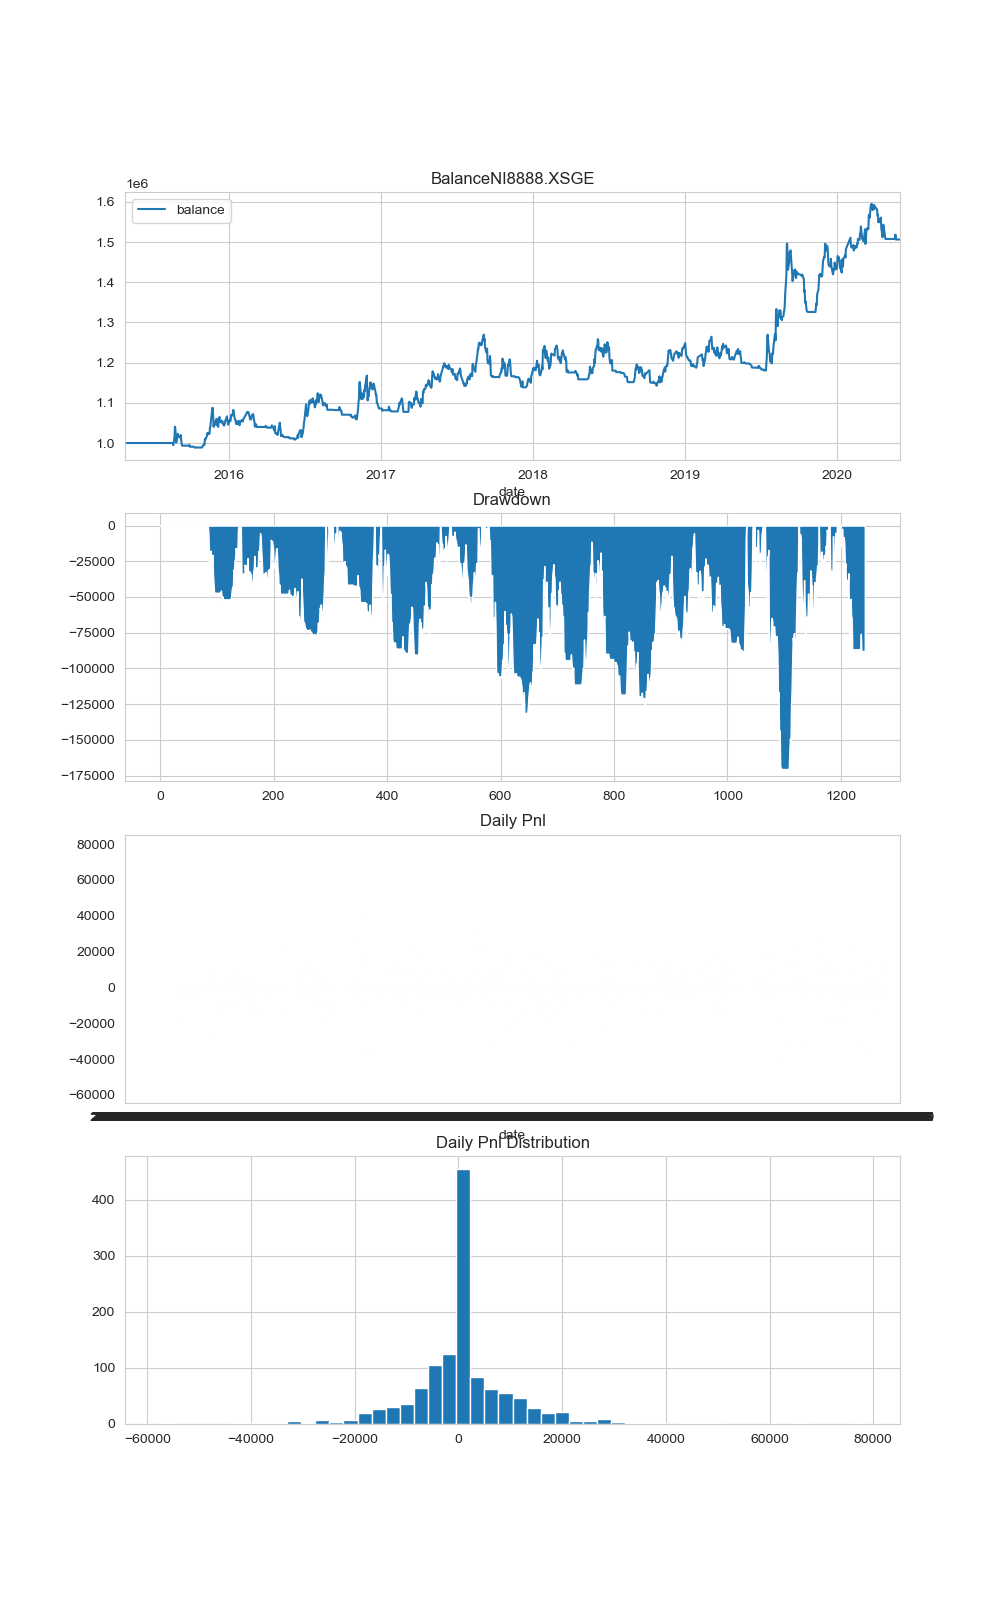 BalanceNI8888.XSGE
1e6
balance
1.6
1.5
1.4
1.3
1.2
1.1
1.0
2016 2017 2018 2019 2020
date
Drawdown
0
−25000
−50000
−75000
−100000
−125000
−150000
−175000
0 200 400 600 800 1000 1200
Daily Pnl
80000
60000
40000
20000
0
−20000
−40000
−60000
date
Daily Pnl Distribution
400
300
200
100
0
−60000 −40000 −20000 0 20000 40000 60000 80000